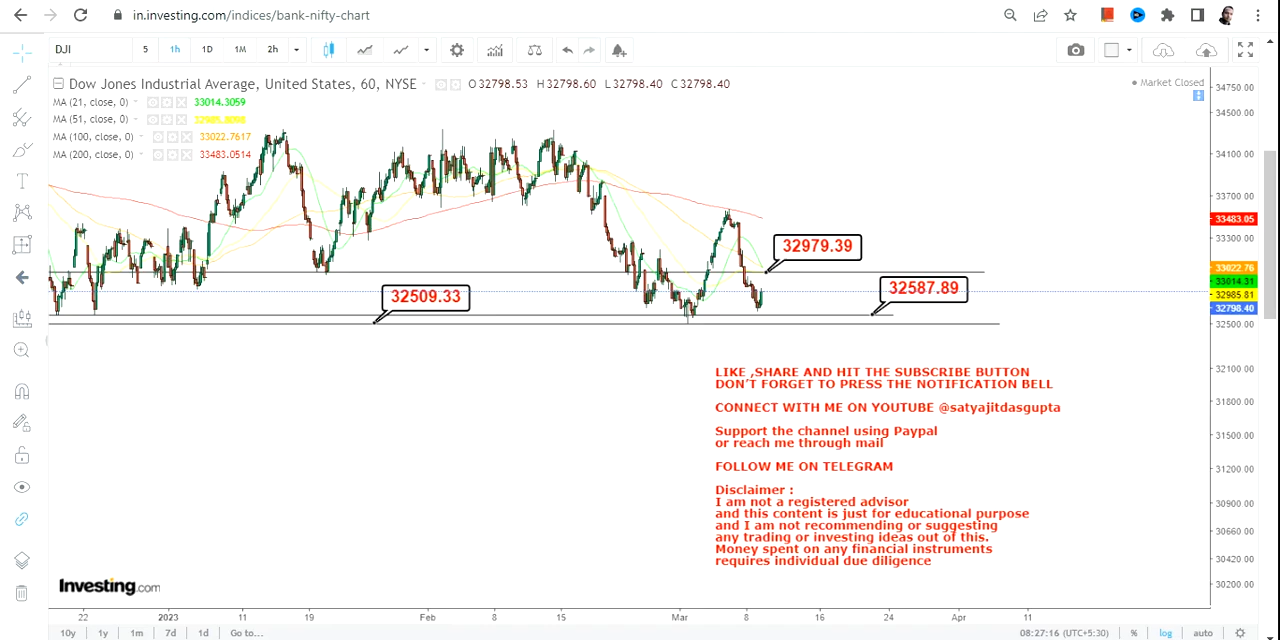 in.investing.com/indices/bank-nifty-chart
DJI 5 1h 1D 1M 2h
Dow Jones Industrial Average, United States, 60, NYSE O32798.53 H32798.60 L32798.40 C32798.40
Market Closed
MA (21, close, 0) 33014.3059
MA (51, close, 0)
MA (100, close, 0) 33022.7617
MA (200, close, 0) 33483.0514
34750.00
34500.00
34100.00
33700.00
33483.05
33300.00
33022.76
33014.31
32985.81
32798.40
32500.00
32100.00
31800.00
31500.00
31200.00
30900.00
30660.00
30420.00
30200.00
32979.39
32587.89
32509.33
LIKE ,SHARE AND HIT THE SUBSCRIBE BUTTON
DON'T FORGET TO PRESS THE NOTIFICATION BELL
CONNECT WITH ME ON YOUTUBE @satyajitdasgupta
Support the channel using Paypal
or reach me through mail
FOLLOW ME ON TELEGRAM
Disclaimer :
I am not a registered advisor
and this content is just for educational purpose
and I am not recommending or suggesting
any trading or investing ideas out of this.
Money spent on any financial instruments
requires individual due diligence
Investing.com
22 2023 11 19 Feb 8 15 Mar 8 16 24 Apr 11
10y 1y 1m 7d 1d Go to... 08:27:16 (UTC+5:30) % log auto